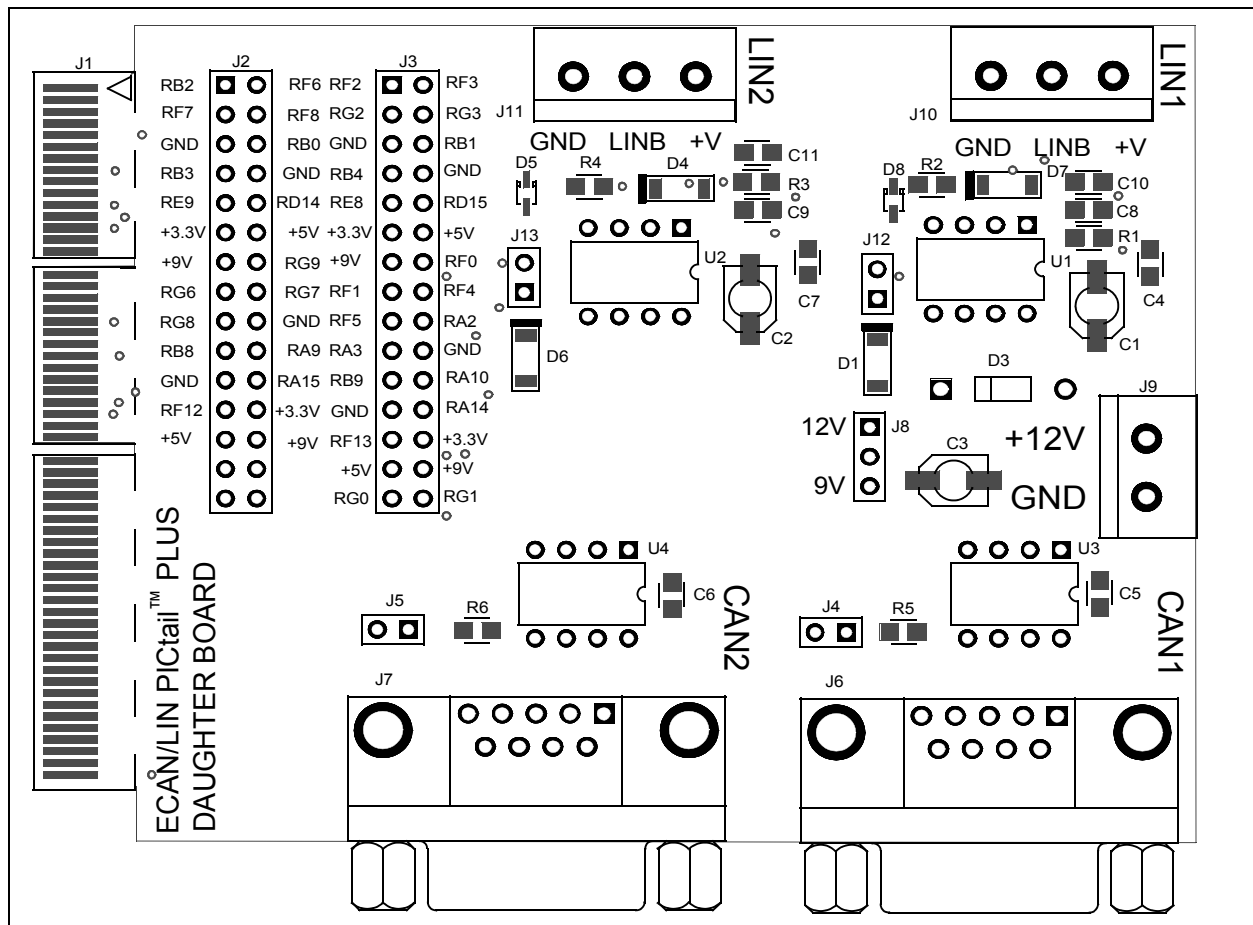 LIN2
LIN1
J1
J2
J3
RB2
RF6
RF2
RF3
RF7
RF8
RG2
RG3
J11
J10
GND
RB0
GND
RB1
GND LINB +V
GND LINB +V
RB3
GND
RB4
GND
RE9
RD14
RE8
RD15
+3.3V
+5V
+3.3V
+5V
+9V
RG9
+9V
RF0
RG6
RG7
RF1
RF4
RG8
GND
RF5
RA2
RB8
RA9
RA3
GND
GND
RA15
RB9
RA10
RF12
+3.3V
GND
RA14
+5V
+9V
RF13
+3.3V
+5V
+9V
RG0
RG1
D5
R4
D4
C11
R3
C9
J13
U2
C7
C2
D6
D8
R2
D7
C10
C8
R1
J12
U1
C4
C1
D1
D3
J9
12V
J8
9V
C3
+12V
GND
U4
U3
J5
R6
C6
CAN2
J4
R5
C5
CAN1
J7
J6
ECAN/LIN PICtail™ PLUS
DAUGHTER BOARD